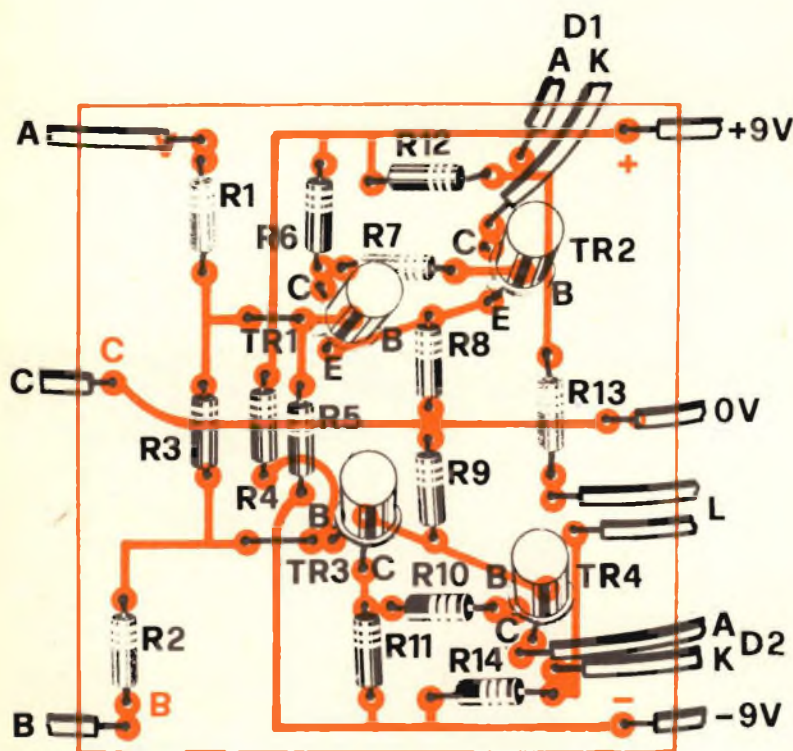 D1
A K
A
+9V
+
R12
R1
R6
R7
C
C
TR2
B
TR1
B
E
E
R8
C
C
R13
0V
R3
R5
R4
R9
L
B
TR3
C
R10
B
TR4
R2
R11
C
A
D2
K
R14
B
B
−
−9V